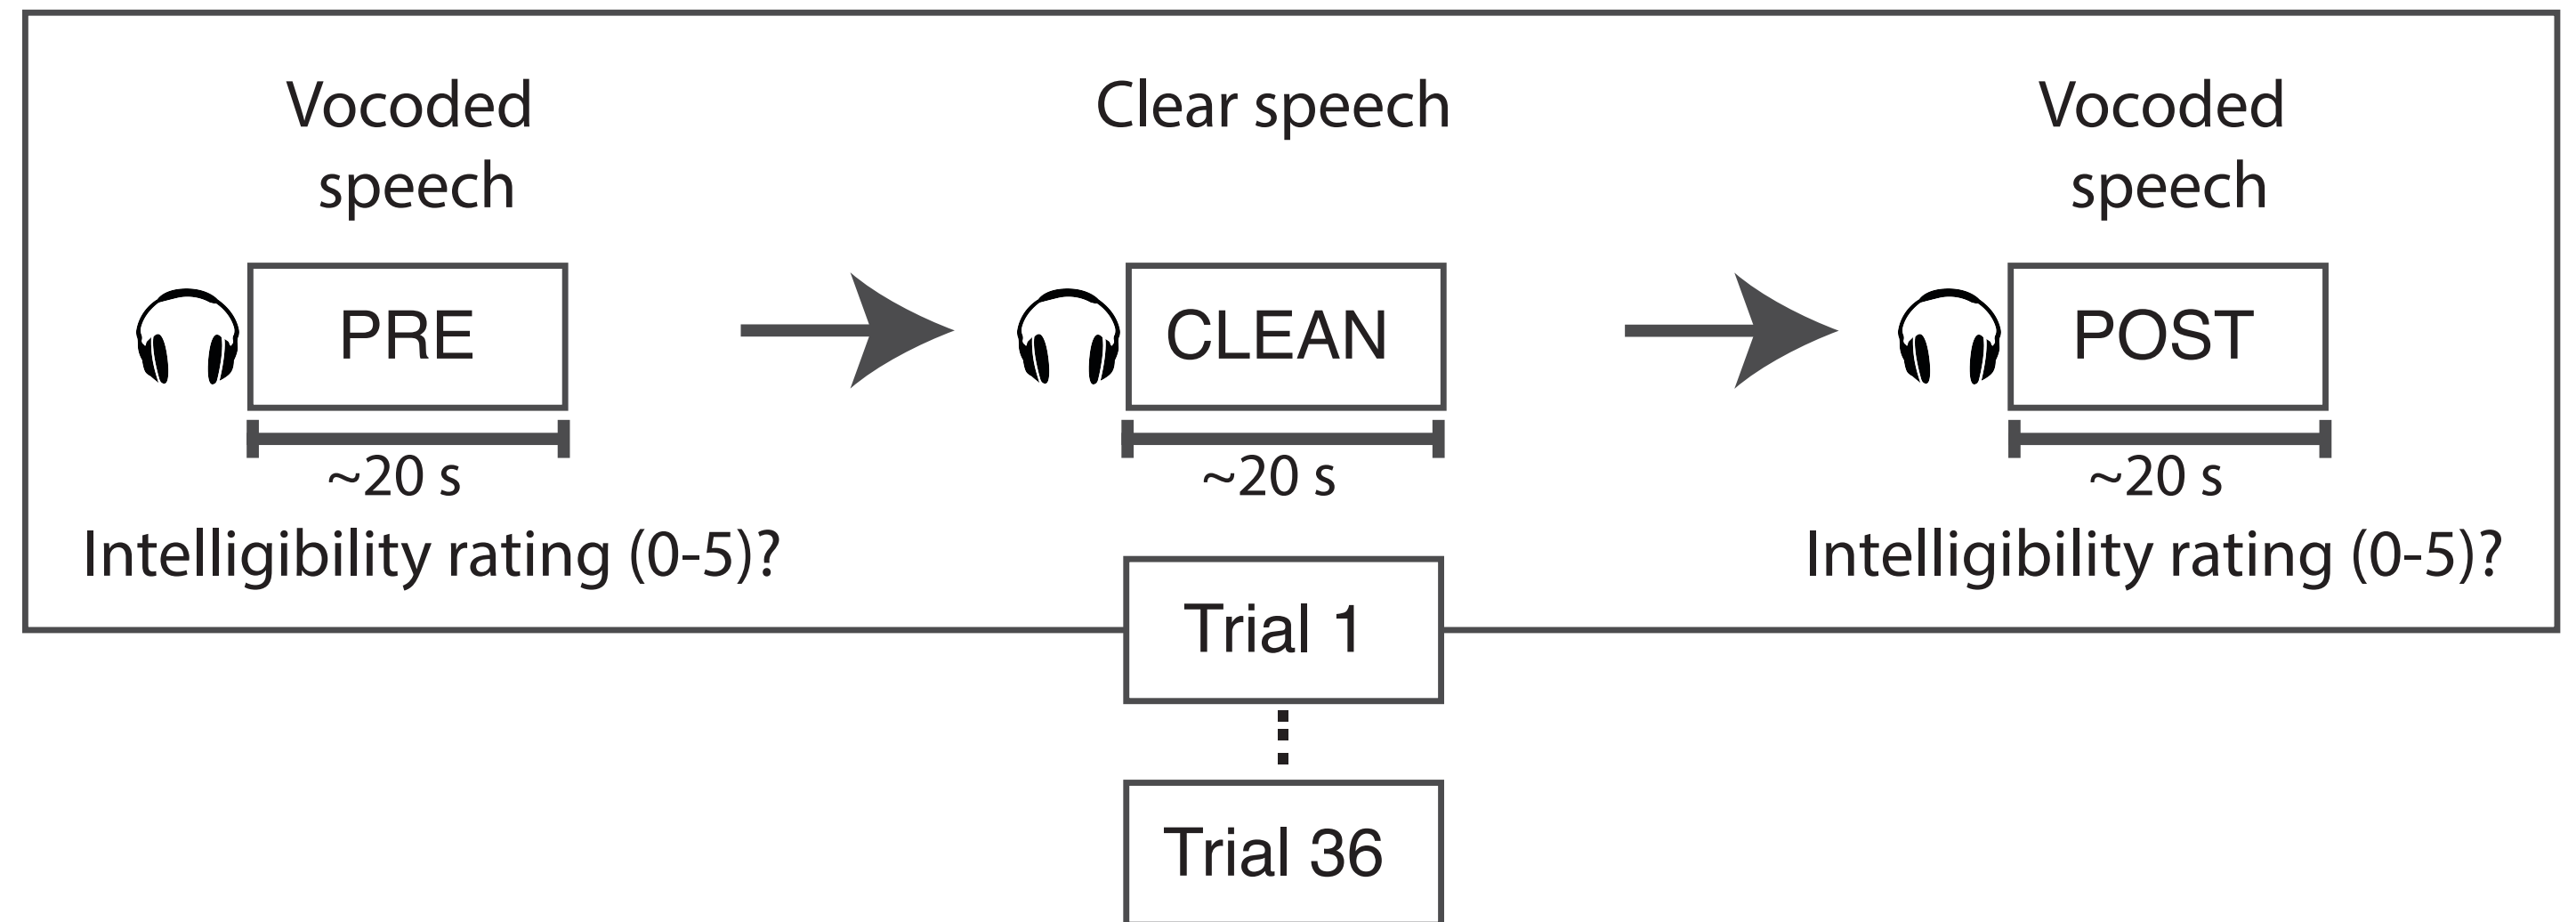 Vocoded
speech
PRE
~20 s
Intelligibility rating (0-5)?
Clear speech
CLEAN
~20 s
Vocoded
speech
POST
~20 s
Intelligibility rating (0-5)?
Trial 1
Trial 36